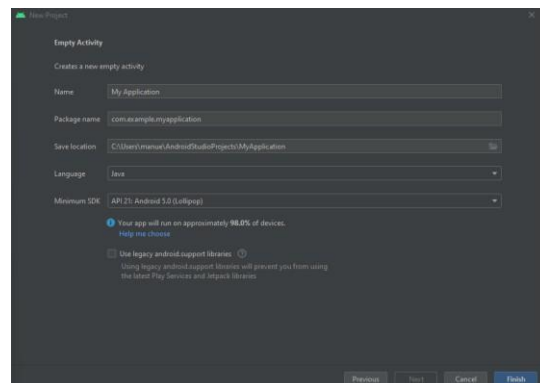 New Project
Empty Activity
Creates a new empty activity
Name My Application
Package name com.example.myapplication
Save location C:\Users\manue\AndroidStudioProjects\MyApplication
Language Java
Minimum SDK API 21: Android 5.0 (Lollipop)
Your app will run on approximately 98.0% of devices.
Help me choose
Use legacy android.support libraries
Using legacy android.support libraries will prevent you from using
the latest Play Services and Jetpack libraries
Previous Next Cancel Finish